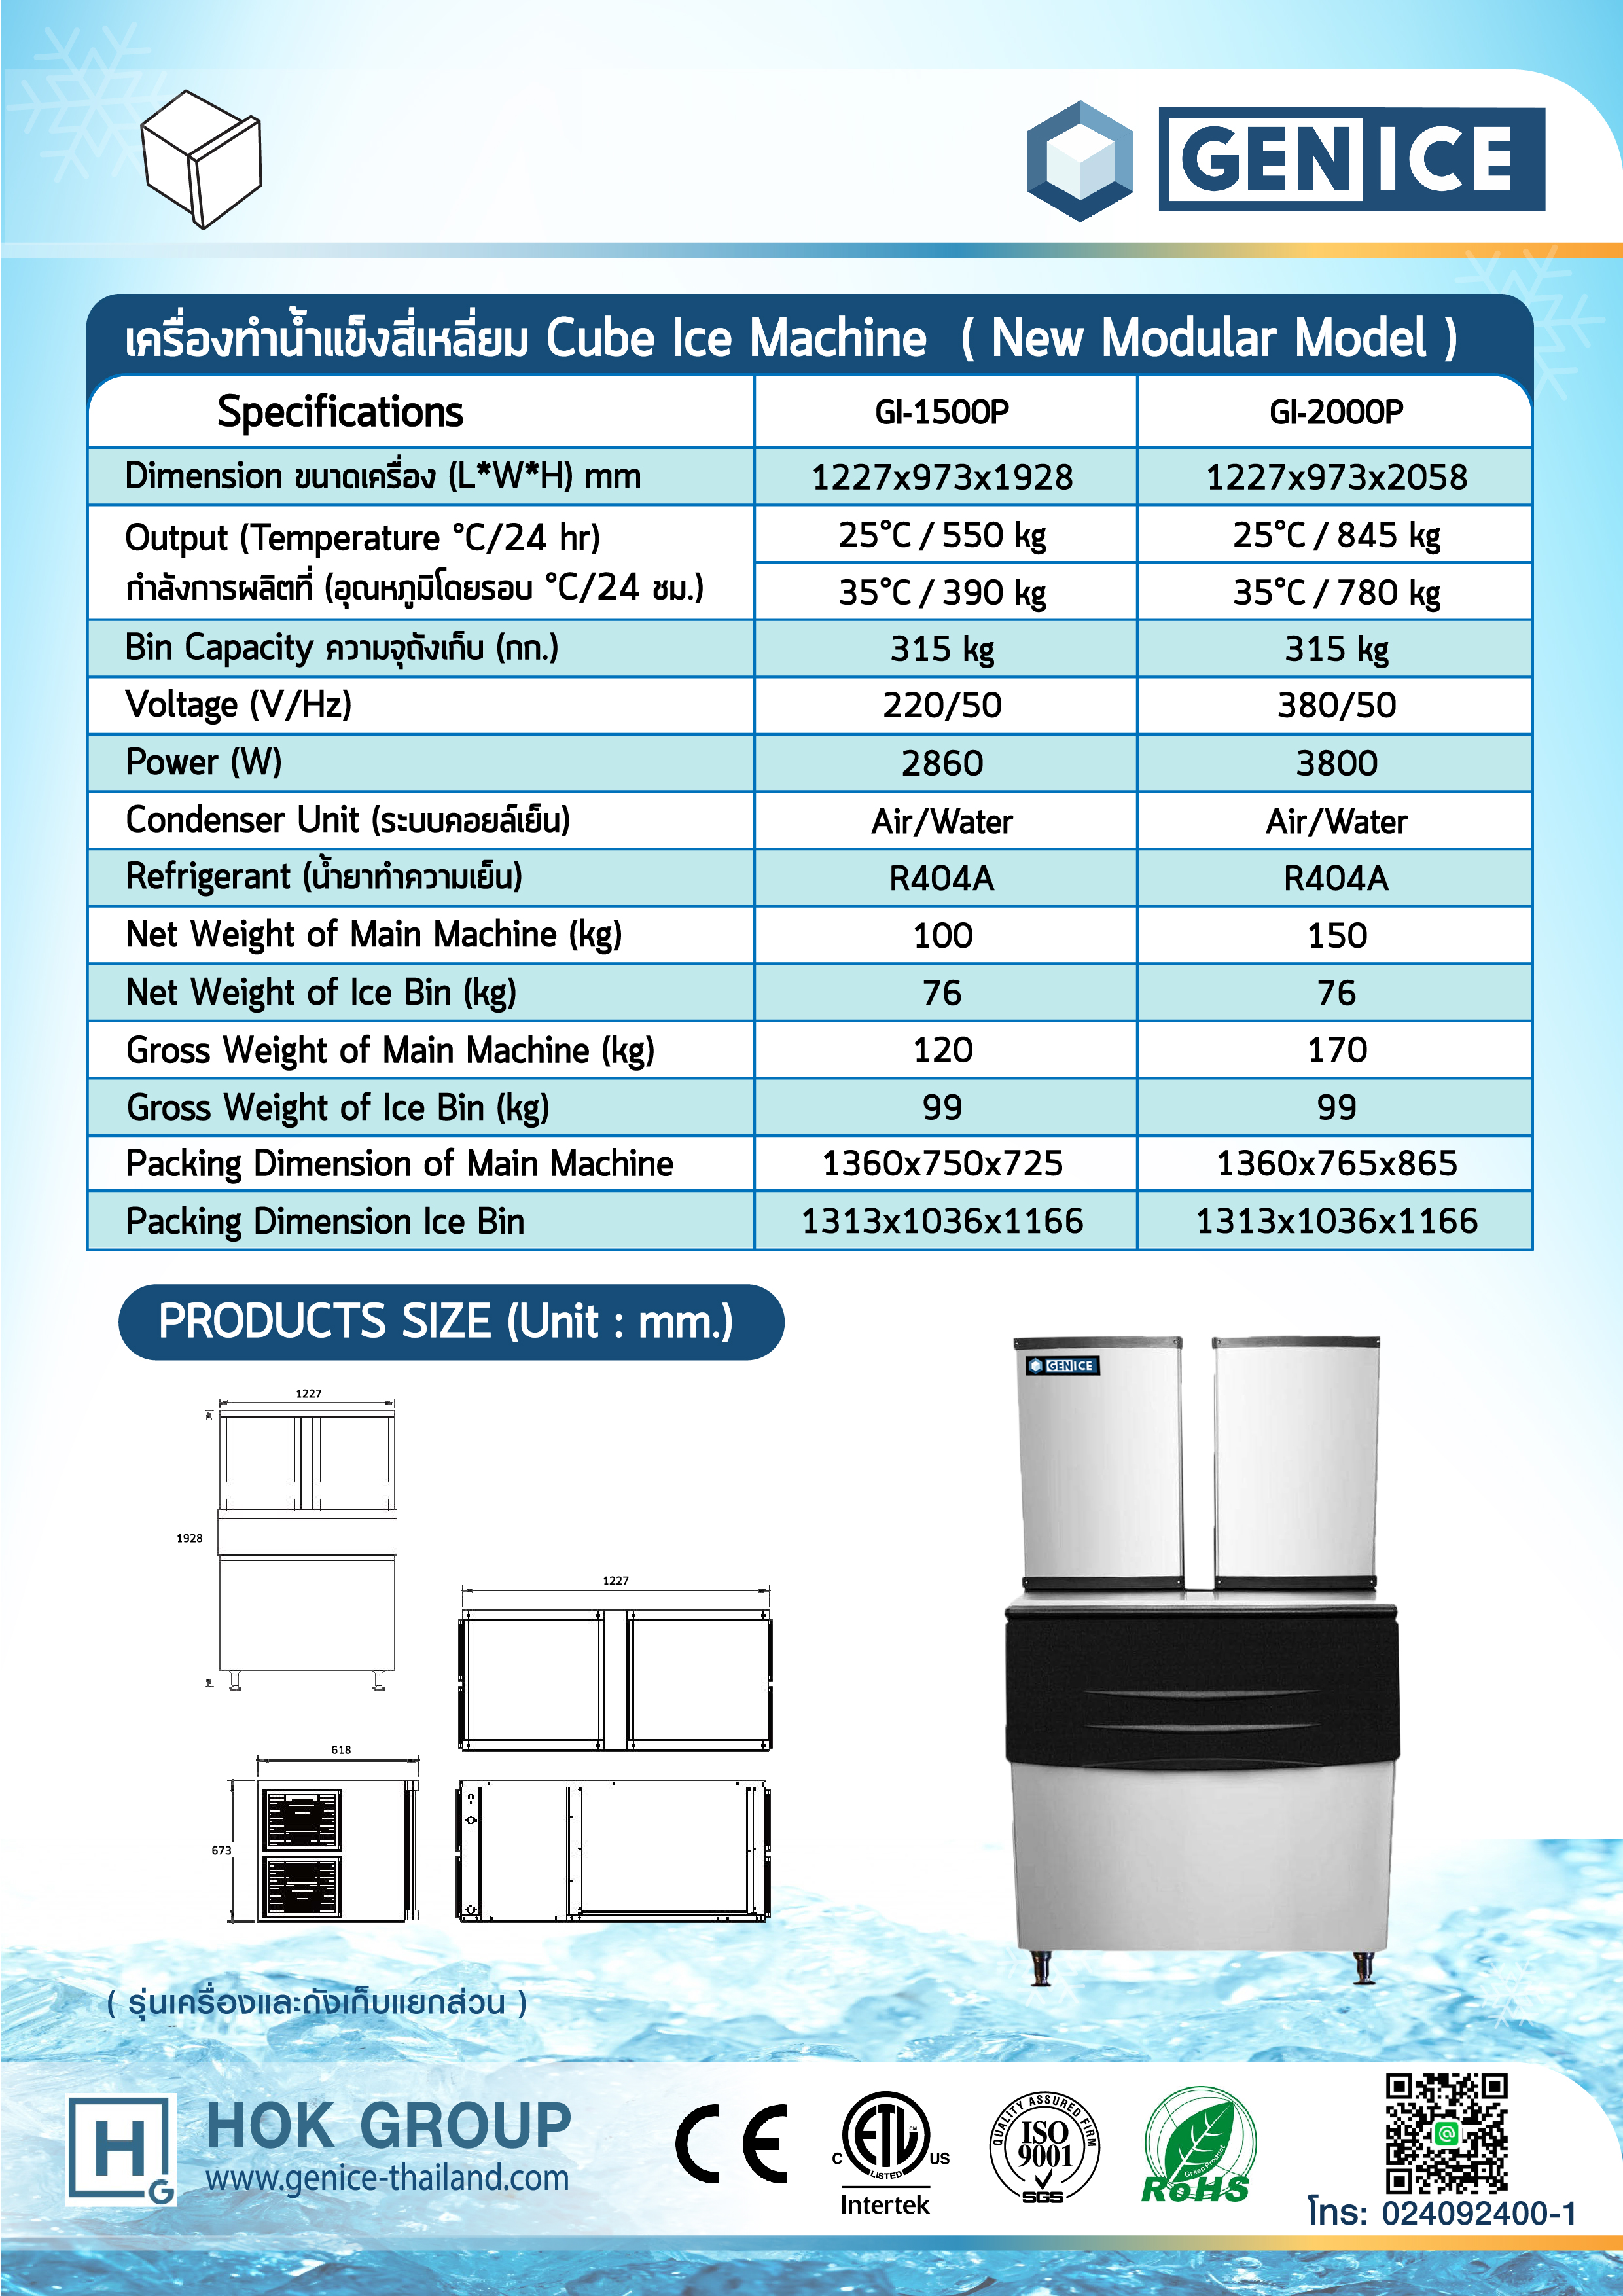 GENICE
เครื่องทำน้ำแข็งสี่เหลี่ยม Cube Ice Machine ( New Modular Model )
Specifications GI-1500P GI-2000P
Dimension ขนาดเครื่อง (L*W*H) mm 1227x973x1928 1227x973x2058
Output (Temperature °C/24 hr) 25°C / 550 kg 25°C / 845 kg
กำลังการผลิตที่ (อุณหภูมิโดยรอบ °C/24 ชม.) 35°C / 390 kg 35°C / 780 kg
Bin Capacity ความจุถังเก็บ (กก.) 315 kg 315 kg
Voltage (V/Hz) 220/50 380/50
Power (W) 2860 3800
Condenser Unit (ระบบคอยล์เย็น) Air/Water Air/Water
Refrigerant (น้ำยาทำความเย็น) R404A R404A
Net Weight of Main Machine (kg) 100 150
Net Weight of Ice Bin (kg) 76 76
Gross Weight of Main Machine (kg) 120 170
Gross Weight of Ice Bin (kg) 99 99
Packing Dimension of Main Machine 1360x750x725 1360x765x865
Packing Dimension Ice Bin 1313x1036x1166 1313x1036x1166
PRODUCTS SIZE (Unit : mm.)
GENICE
1227
1928
1227
618
673
( รุ่นเครื่องและถังเก็บแยกส่วน )
HG
HOK GROUP
www.genice-thailand.com
CE
ETL CM
C LISTED US
Intertek
QUALITY ASSURED FIRM
ISO
9001
SGS
Green Product
RoHS
@
โทร: 024092400-1